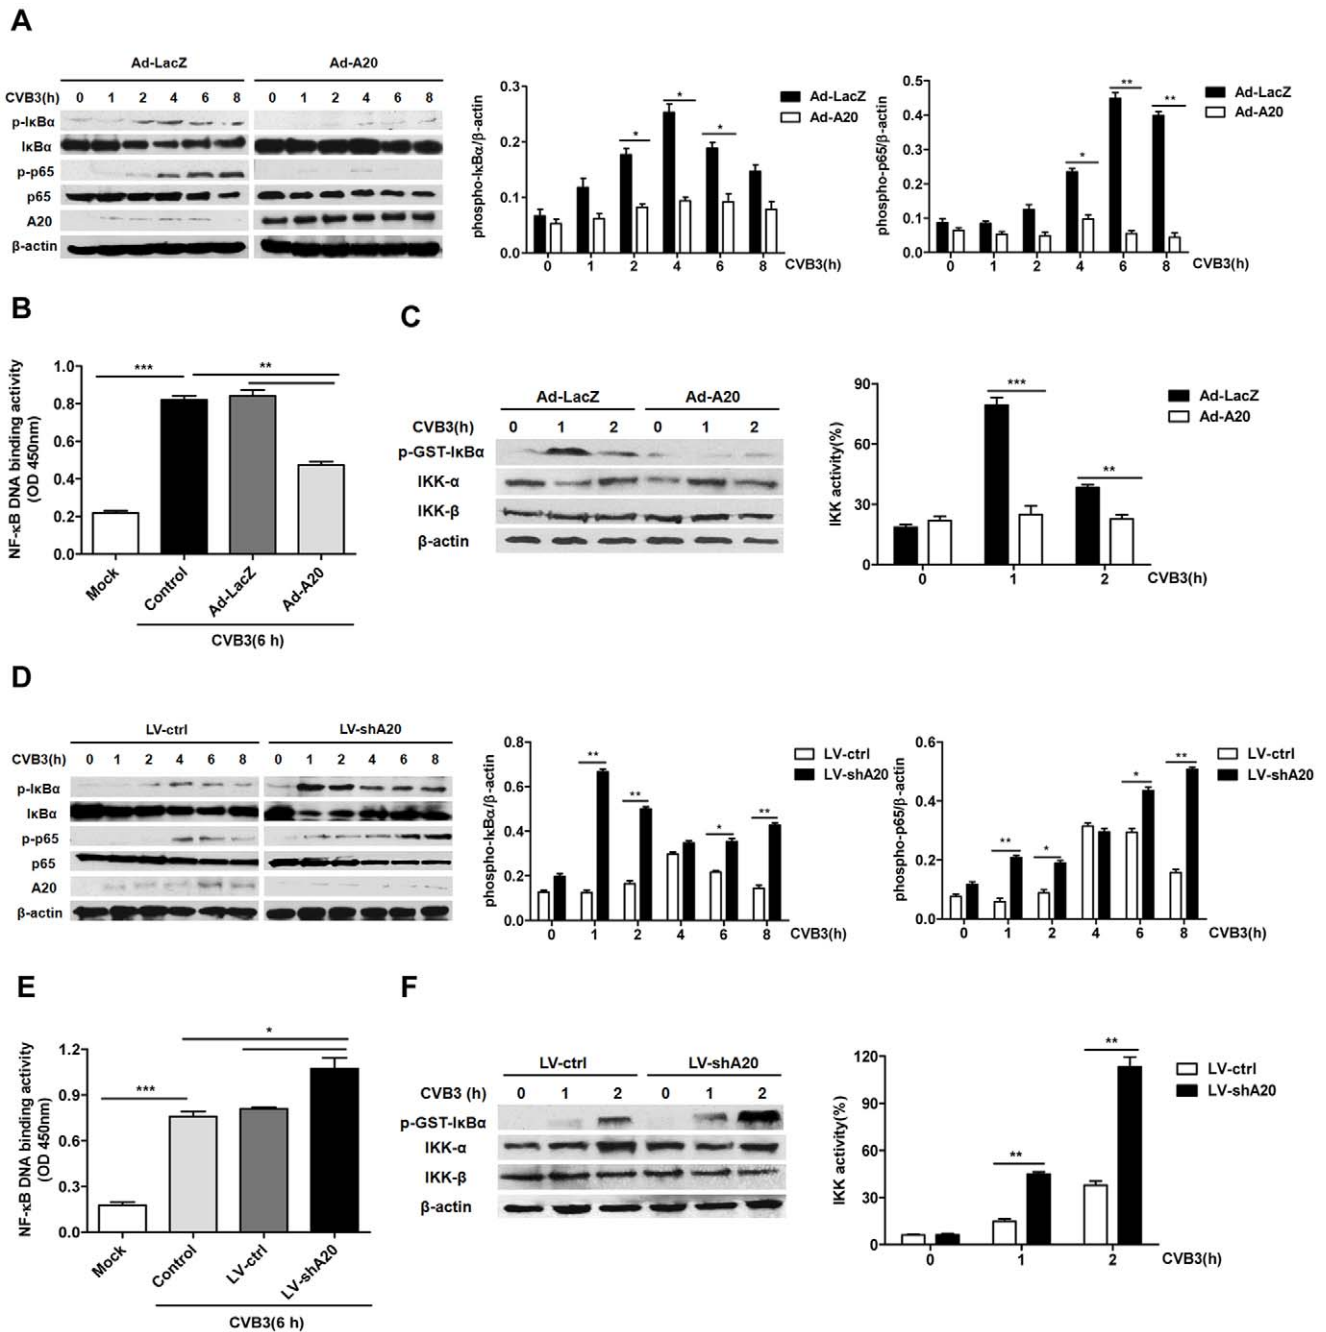 A
Ad-LacZ Ad-A20
CVB3(h) 0 1 2 4 6 8 0 1 2 4 6 8
p-IκBα
IκBα
p-p65
p65
A20
β-actin
phospho-IκBα/β-actin
0.3
0.2
0.1
0.0
* * *
0 1 2 4 6 8 CVB3(h)
Ad-LacZ
Ad-A20
phospho-p65/β-actin
0.5
0.4
0.3
0.2
0.1
0.0
* ** **
0 1 2 4 6 8 CVB3(h)
Ad-LacZ
Ad-A20
B
NF-κB DNA binding activity
(OD 450nm)
1.0
0.8
0.6
0.4
0.2
0.0
*** **
Mock Control Ad-LacZ Ad-A20
CVB3(6 h)
C
Ad-LacZ Ad-A20
CVB3(h) 0 1 2 0 1 2
p-GST-IκBα
IKK-α
IKK-β
β-actin
IKK activity(%)
90
60
30
0
*** **
0 1 2 CVB3(h)
Ad-LacZ
Ad-A20
D
LV-ctrl LV-shA20
CVB3(h) 0 1 2 4 6 8 0 1 2 4 6 8
p-IκBα
IκBα
p-p65
p65
A20
β-actin
phospho-IκBα/β-actin
0.8
0.6
0.4
0.2
0.0
** ** * **
0 1 2 4 6 8 CVB3(h)
LV-ctrl
LV-shA20
phospho-p65/β-actin
0.6
0.4
0.2
0.0
** * * **
0 1 2 4 6 8 CVB3(h)
LV-ctrl
LV-shA20
E
NF-κB DNA binding activity
(OD 450nm)
1.2
0.9
0.6
0.3
0.0
*** *
Mock Control LV-ctrl LV-shA20
CVB3(6 h)
F
LV-ctrl LV-shA20
CVB3 (h) 0 1 2 0 1 2
p-GST-IκBα
IKK-α
IKK-β
β-actin
IKK activity(%)
120
90
60
30
0
** **
0 1 2 CVB3(h)
LV-ctrl
LV-shA20